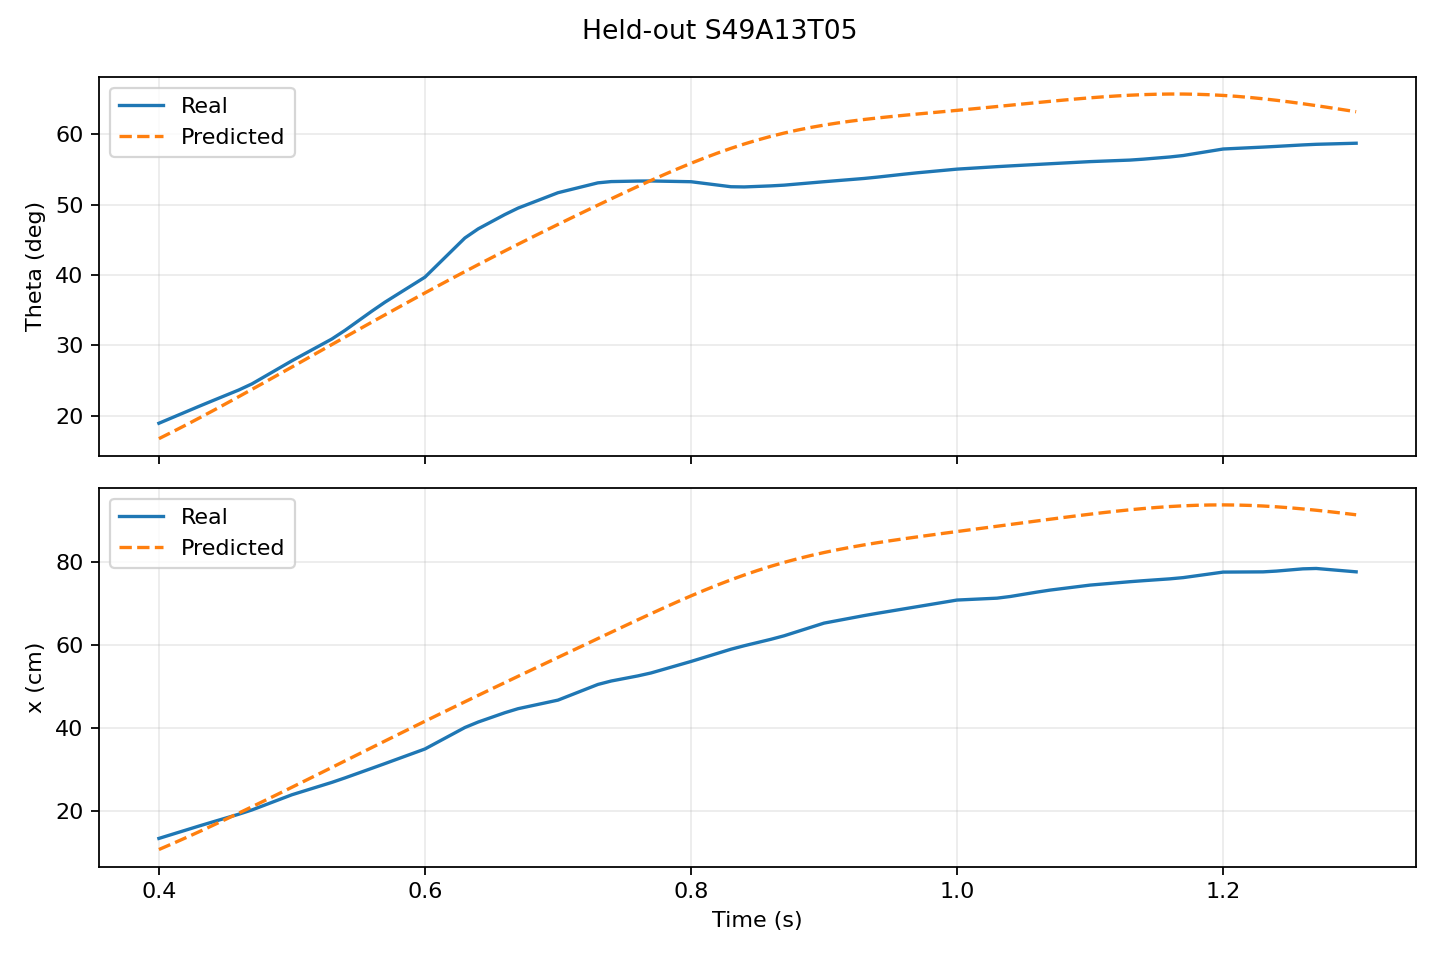 Held-out S49A13T05
Real
Predicted
Theta (deg)
60
50
40
30
20
Real
Predicted
x (cm)
80
60
40
20
0.4 0.6 0.8 1.0 1.2
Time (s)